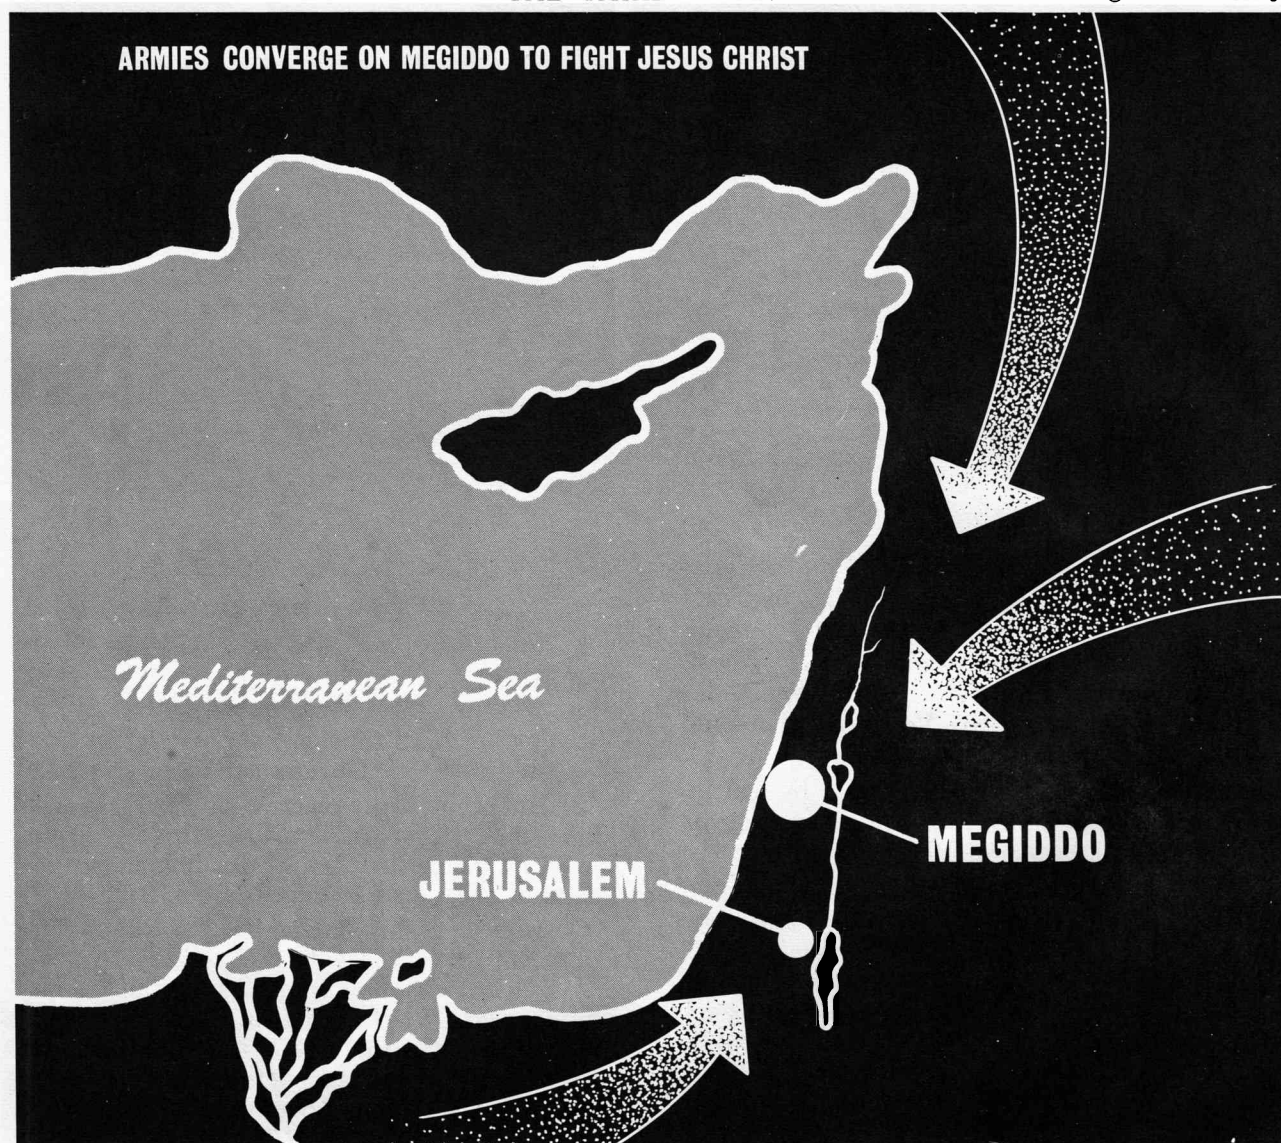 ARMIES CONVERGE ON MEGIDDO TO FIGHT JESUS CHRIST
Mediterranean Sea
MEGIDDO
JERUSALEM